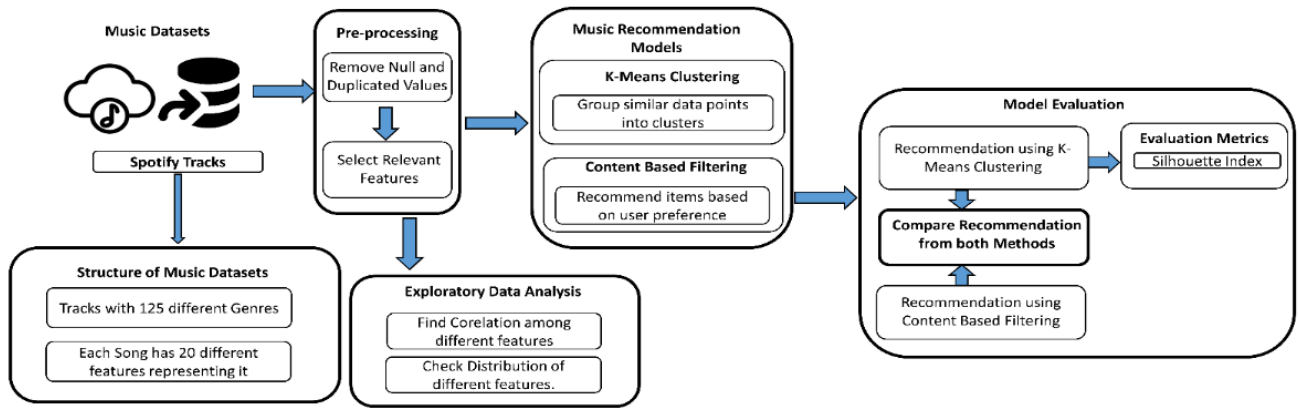 Music Datasets
Spotify Tracks
Structure of Music Datasets
Tracks with 125 different Genres
Each Song has 20 different
features representing it
Pre-processing
Remove Null and
Duplicated Values
Select Relevant
Features
Exploratory Data Analysis
Find Corelation among
different features
Check Distribution of
different features.
Music Recommendation
Models
K-Means Clustering
Group similar data points
into clusters
Content Based Filtering
Recommend items based
on user preference
Model Evaluation
Recommendation using K-
Means Clustering
Evaluation Metrics
Silhouette Index
Compare Recommendation
from both Methods
Recommendation using
Content Based Filtering